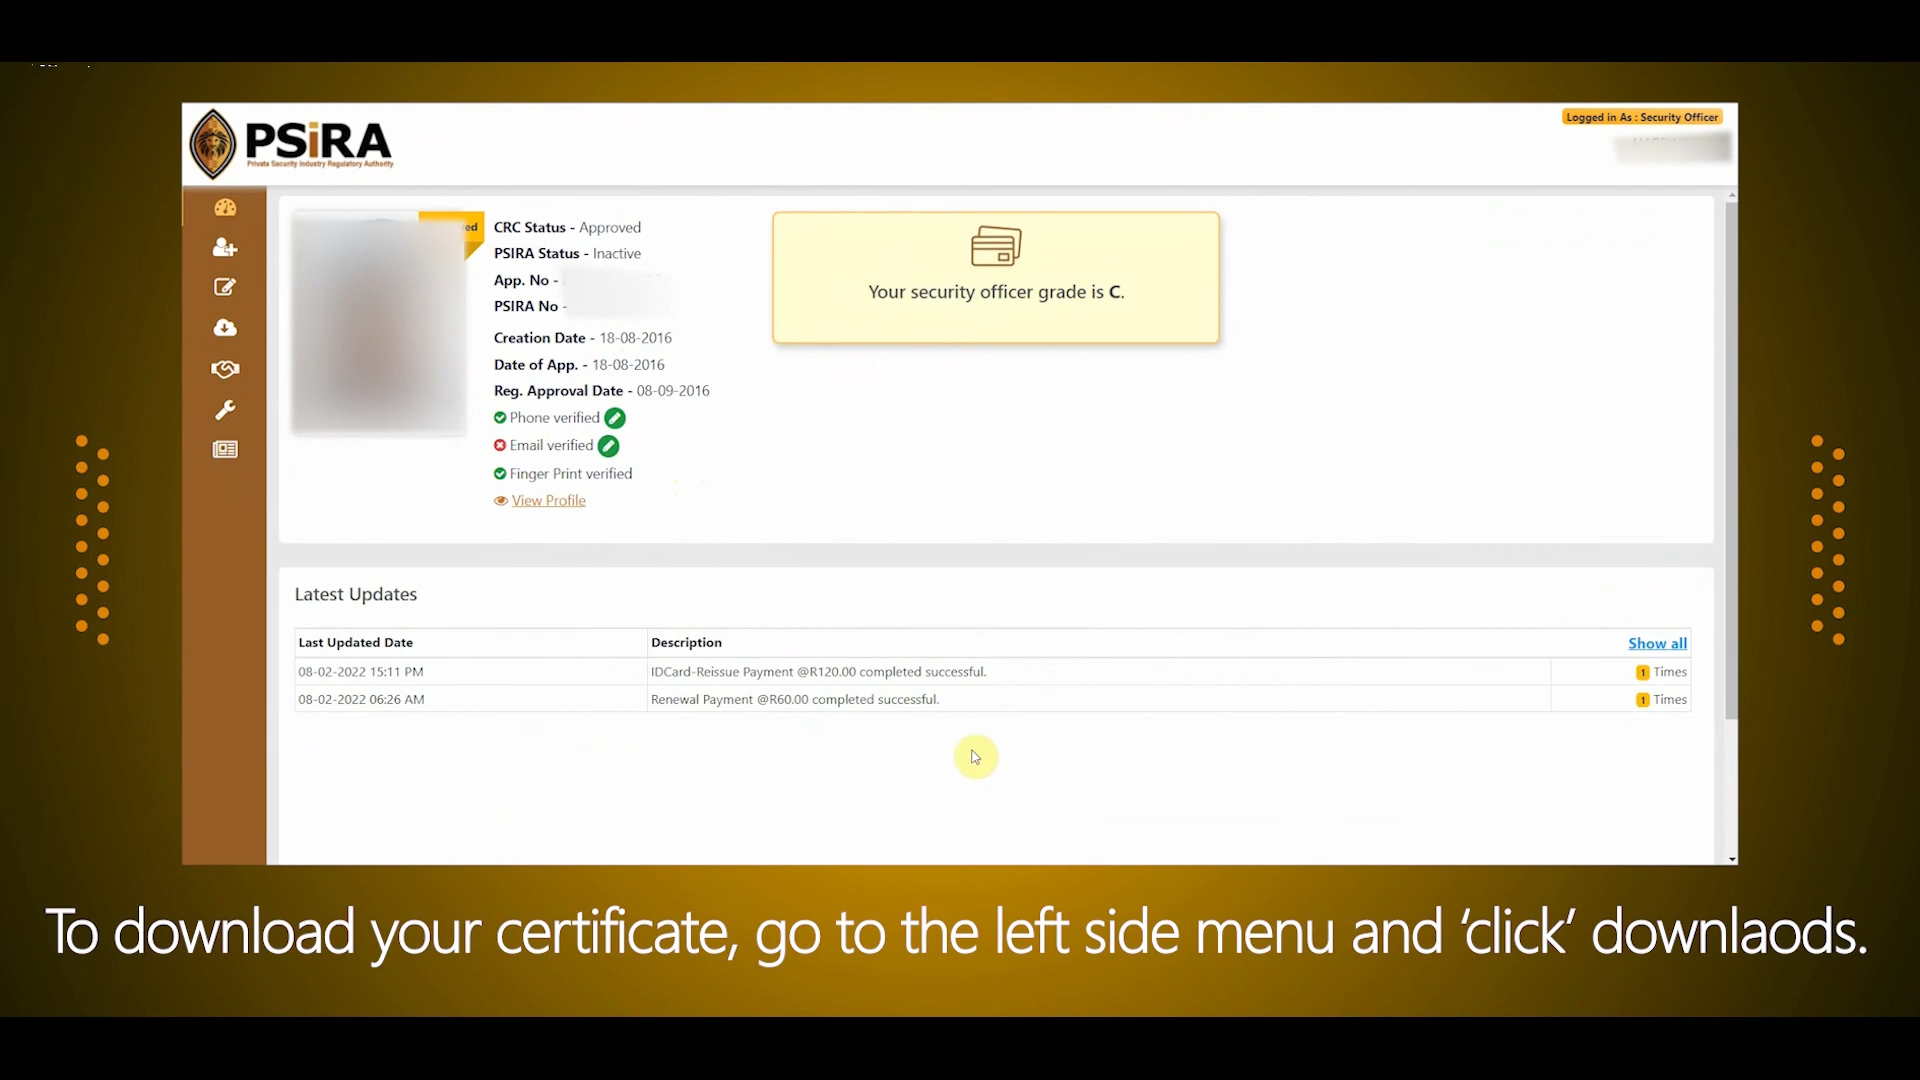 PSiRA
Private Security Industry Regulatory Authority
Logged in As : Security Officer
CRC Status - Approved
PSIRA Status - Inactive
App. No -
PSIRA No -
Creation Date - 18-08-2016
Date of App. - 18-08-2016
Reg. Approval Date - 08-09-2016
Phone verified
Email verified
Finger Print verified
View Profile
Your security officer grade is C.
Latest Updates
Last Updated Date Description Show all
08-02-2022 15:11 PM IDCard-Reissue Payment @R120.00 completed successful. 1 Times
08-02-2022 06:26 AM Renewal Payment @R60.00 completed successful. 1 Times
To download your certificate, go to the left side menu and ‘click’ downlaods.